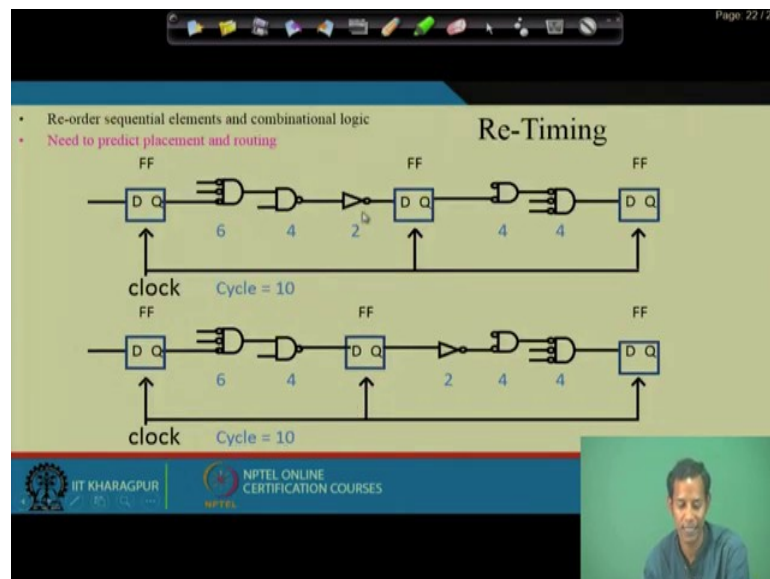 Page: 22/2
Re-Timing
• Re-order sequential elements and combinational logic
• Need to predict placement and routing
FF FF FF
D Q D Q D Q
6 4 2 4 4
clock Cycle = 10
FF FF FF
D Q D Q D Q
6 4 2 4 4
clock Cycle = 10
IIT KHARAGPUR
NPTEL
NPTEL ONLINE
CERTIFICATION COURSES